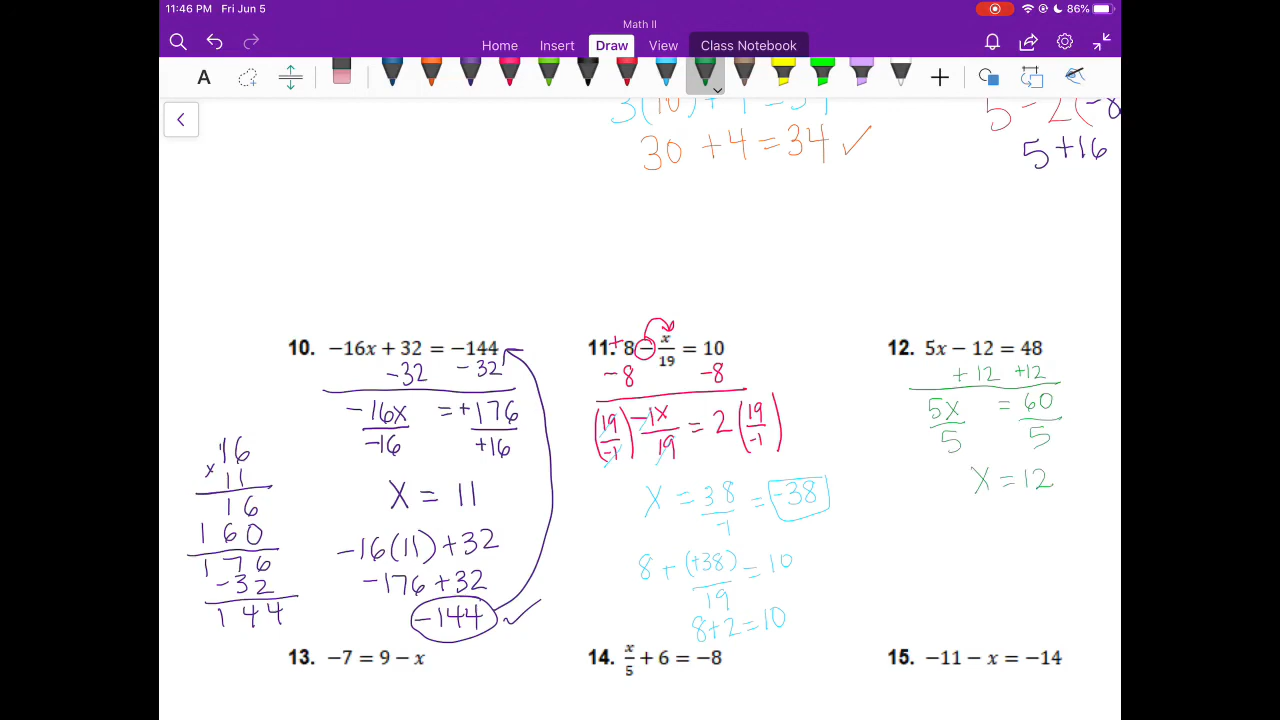 11:46 PM Fri Jun 5
86%
Math II
Home Insert Draw View Class Notebook
A
30 + 4 = 34 ✓
5 - 2(-8
5 +16
10. −16x + 32 = −144
-32 -32
-16x = +176
-16 +16
X = 11
-16(11) + 32
-176 + 32
-144 ✓
16
x 11
16
160
176
-32
144
11. + 8 − x/19 = 10
-8 -8
(19/-1) -1x/19 = 2 (19/-1)
X = 38/-1 = -38
8 + (+38)/19 = 10
8+2=10
12. 5x − 12 = 48
+12 +12
5x = 60
5 5
X = 12
13. −7 = 9 − x
14. x/5 + 6 = −8
15. −11 − x = −14